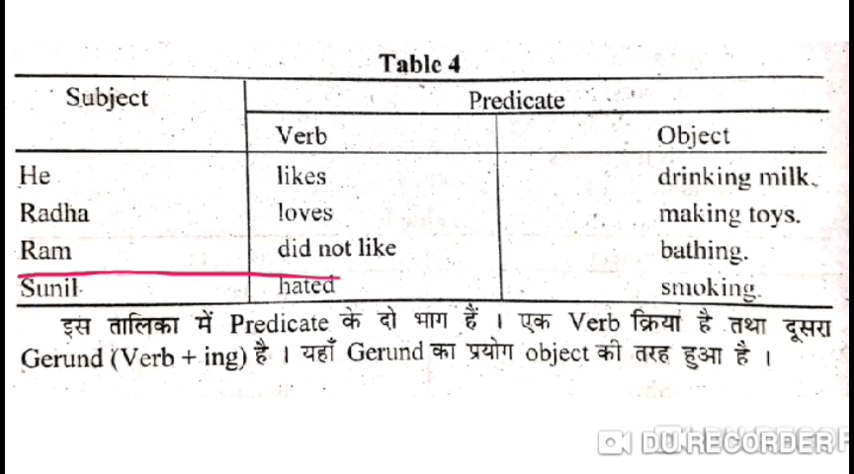 Table 4
Subject Predicate
Verb Object
He likes drinking milk.
Radha loves making toys.
Ram did not like bathing.
Sunil hated smoking.
इस तालिका में Predicate के दो भाग हैं । एक Verb क्रिया है तथा दूसरा
Gerund (Verb + ing) है । यहाँ Gerund का प्रयोग object की तरह हुआ है ।
DU RECORDER